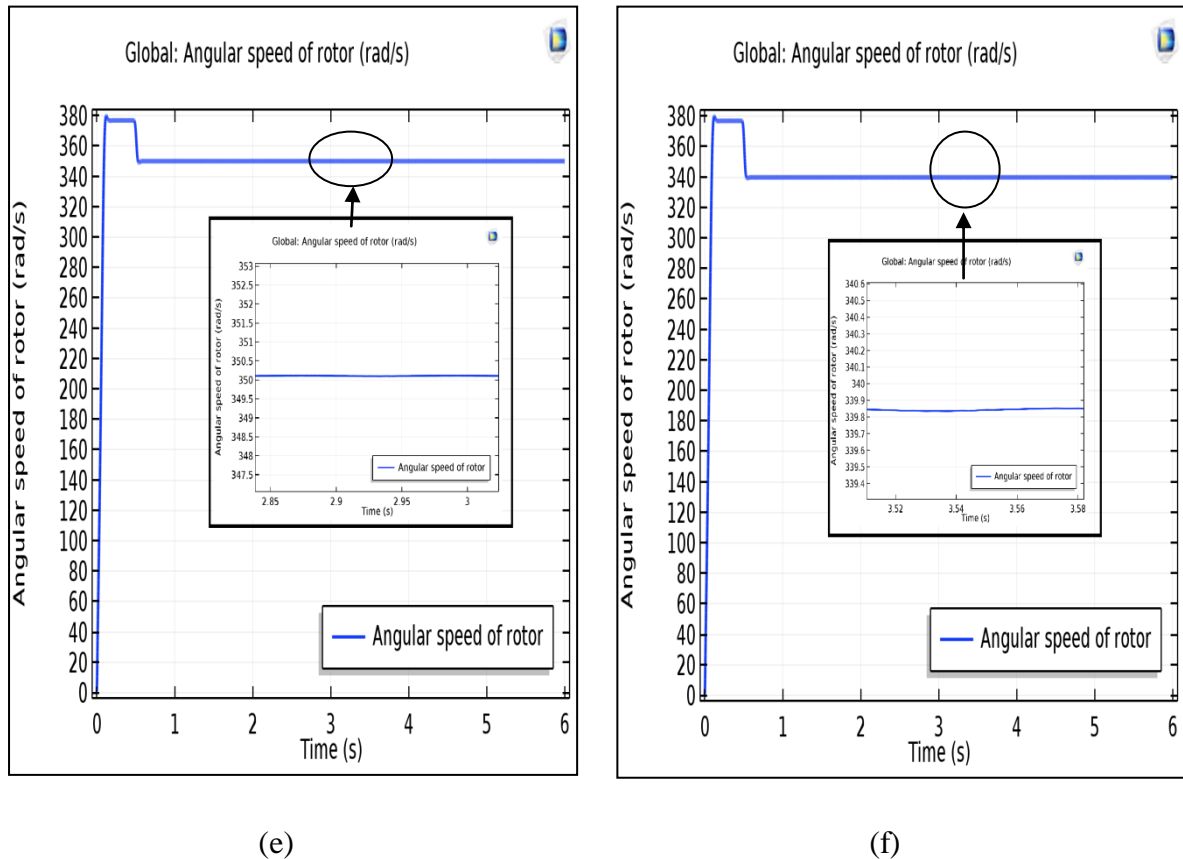 Global: Angular speed of rotor (rad/s)
Angular speed of rotor (rad/s)
380
360
340
320
300
280
260
240
220
200
180
160
140
120
100
80
60
40
20
0
Global: Angular speed of rotor (rad/s)
Angular speed of rotor (rad/s)
353
352.5
352
351.5
351
350.5
350
349.5
349
348.5
348
347.5
Angular speed of rotor
2.85 2.9 2.95 3
Time (s)
Angular speed of rotor
0 1 2 3 4 5 6
Time (s)
(e)
Global: Angular speed of rotor (rad/s)
Angular speed of rotor (rad/s)
380
360
340
320
300
280
260
240
220
200
180
160
140
120
100
80
60
40
20
0
Global: Angular speed of rotor (rad/s)
Angular speed of rotor (rad/s)
340.6
340.5
340.4
340.3
340.2
340.1
340
339.9
339.8
339.7
339.6
339.5
339.4
Angular speed of rotor
3.52 3.54 3.56 3.58
Time (s)
Angular speed of rotor
0 1 2 3 4 5 6
Time (s)
(f)